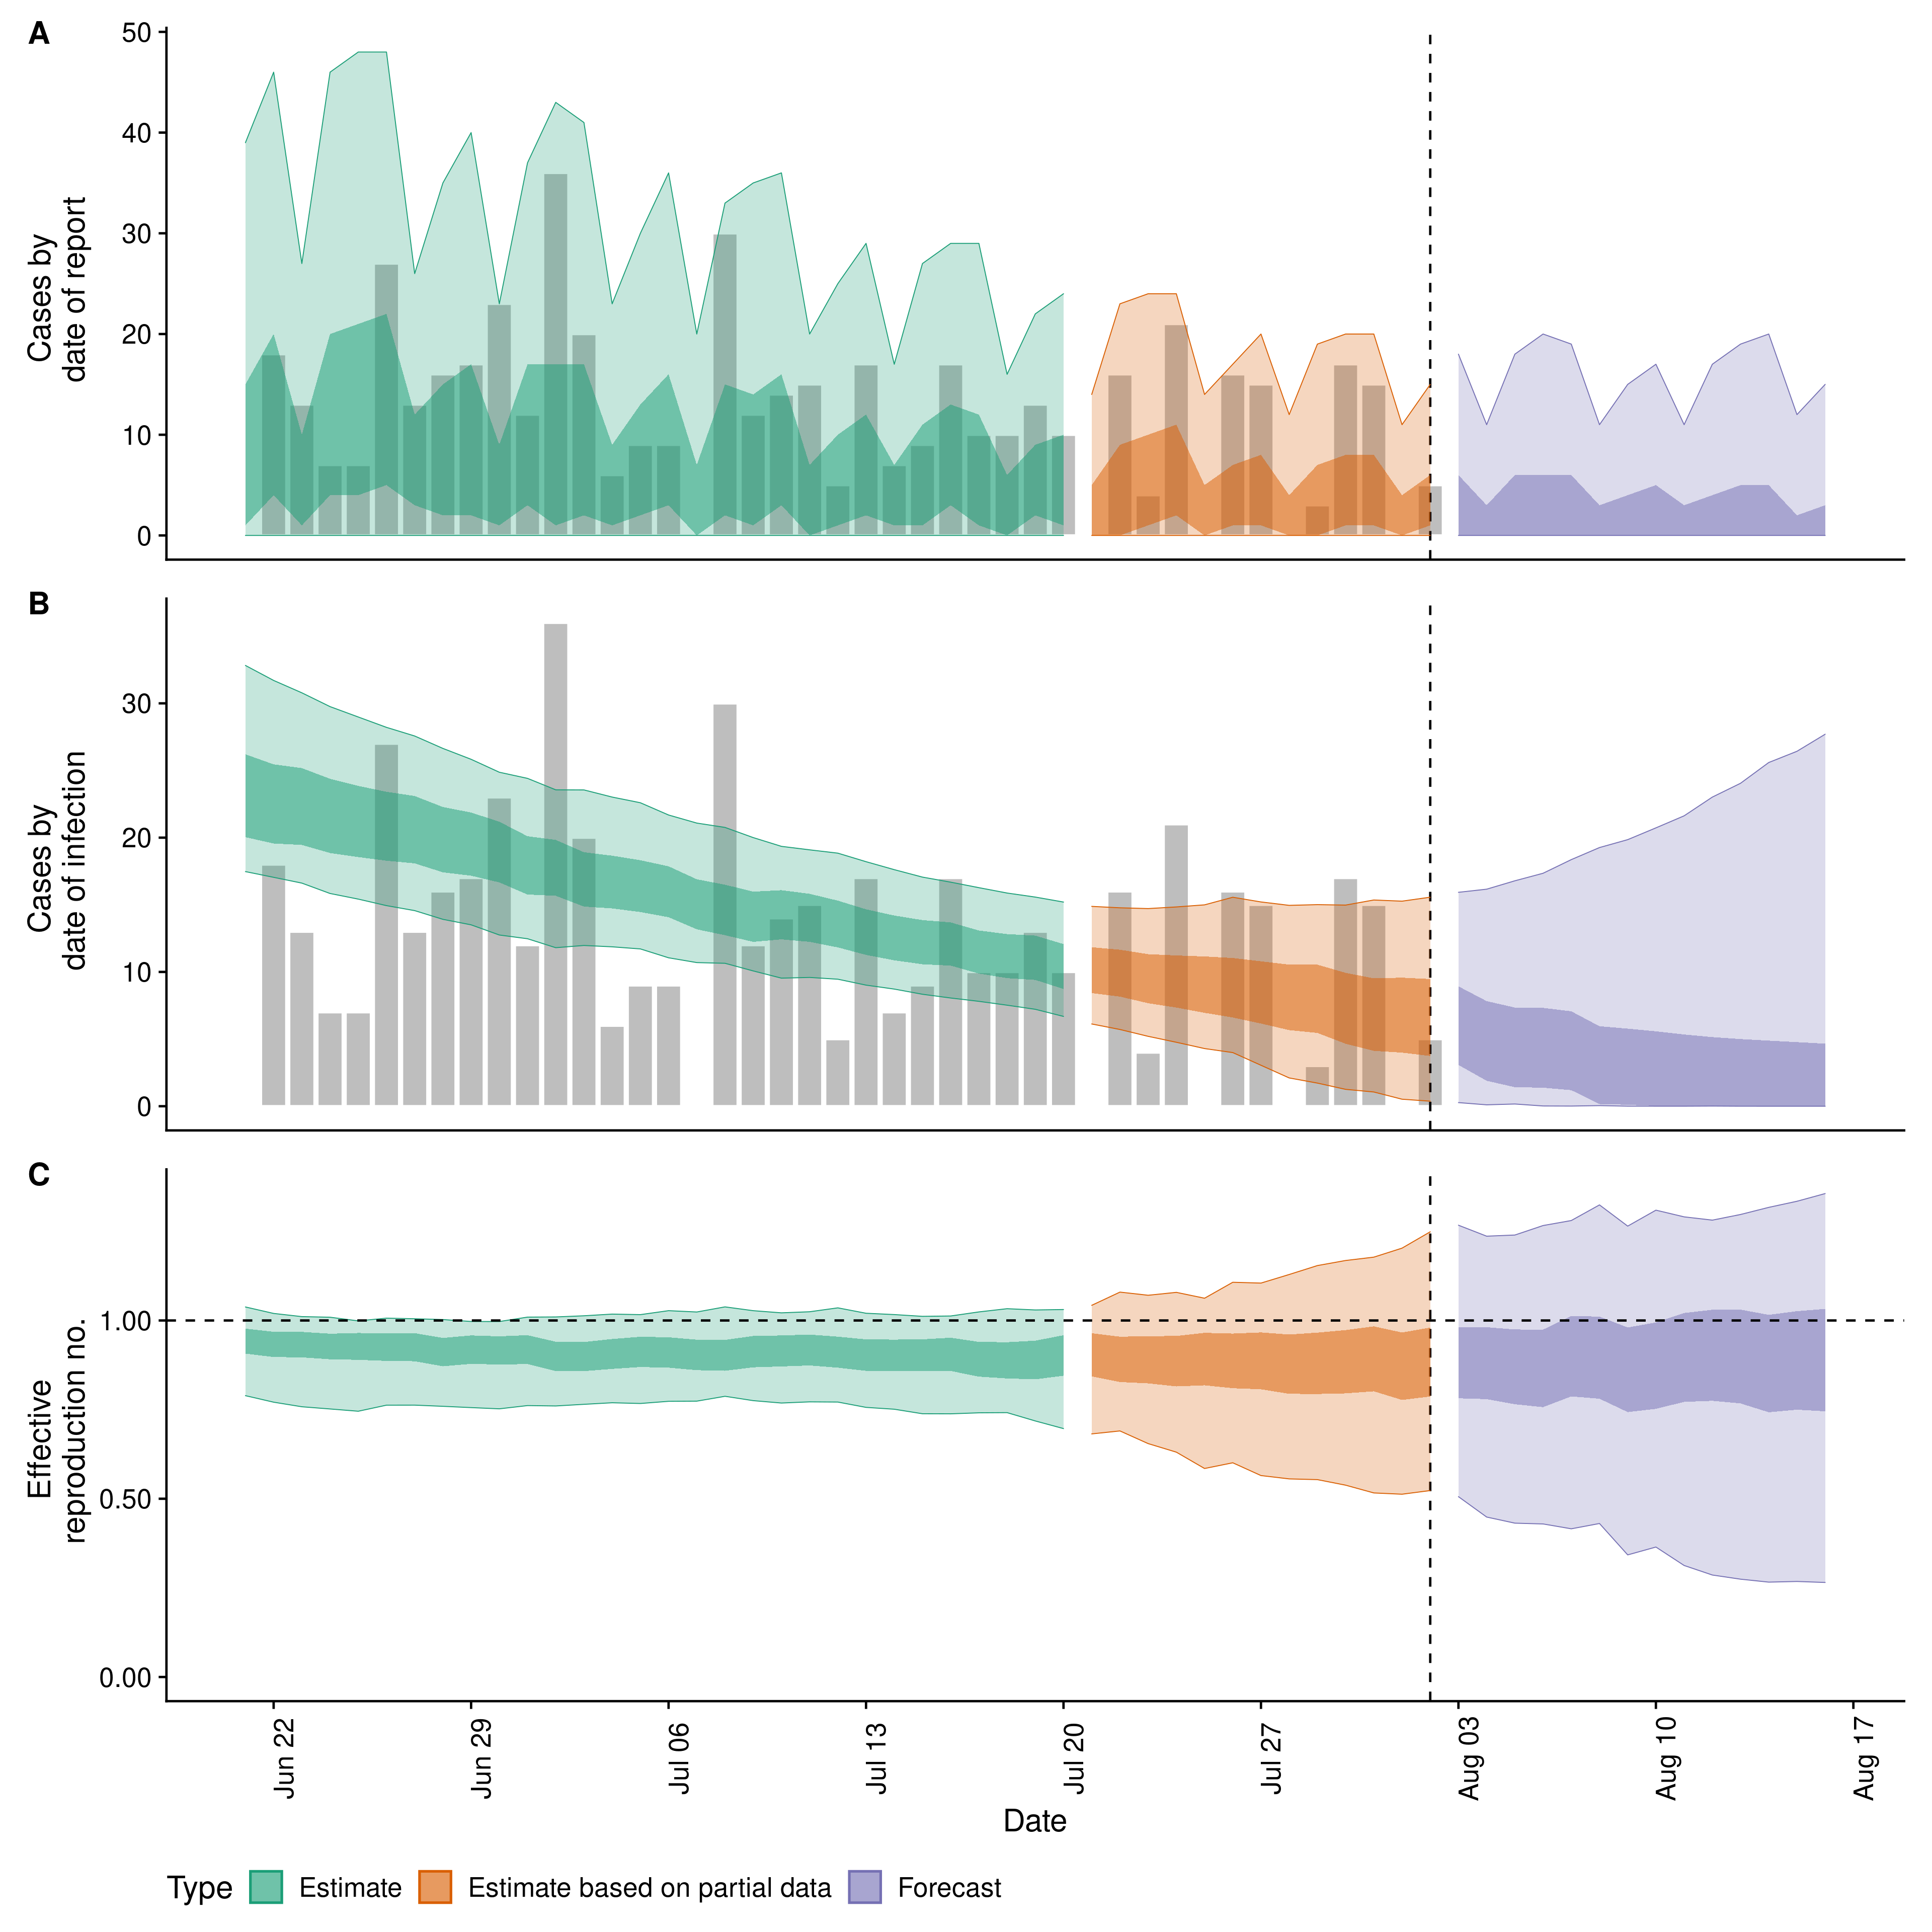 A
50
40
30
20
10
0
Cases by
date of report
B
30
20
10
0
Cases by
date of infection
C
1.00
0.50
0.00
Effective
reproduction no.
Jun 22
Jun 29
Jul 06
Jul 13
Jul 20
Jul 27
Aug 03
Aug 10
Aug 17
Date
Type Estimate Estimate based on partial data Forecast